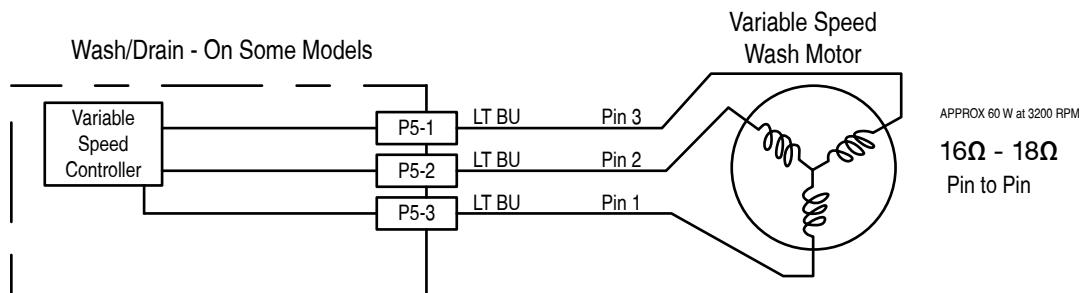 Variable Speed
Wash Motor
Wash/Drain - On Some Models
Variable
Speed
Controller
P5-1
LT BU
Pin 3
P5-2
LT BU
Pin 2
P5-3
LT BU
Pin 1
APPROX 60 W at 3200 RPM
16Ω - 18Ω
Pin to Pin